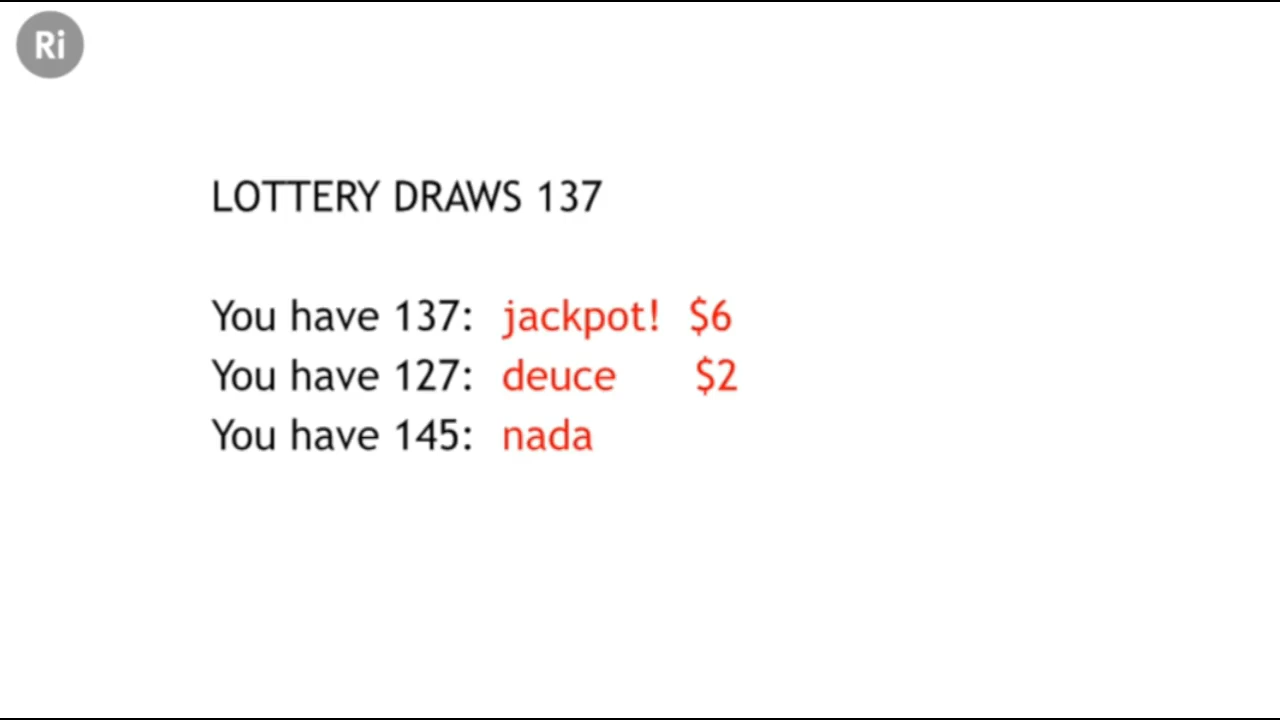 Ri
LOTTERY DRAWS 137
You have 137: jackpot! $6
You have 127: deuce $2
You have 145: nada